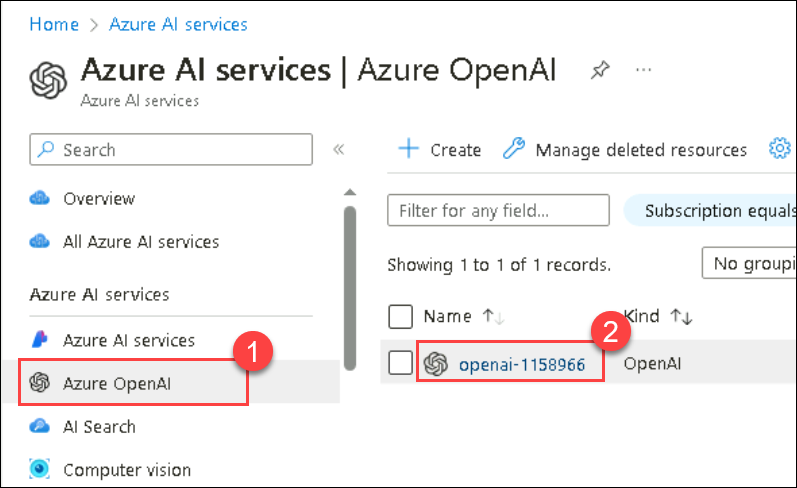 Home > Azure AI services
Azure AI services | Azure OpenAI
Azure AI services
Search
Overview
All Azure AI services
Azure AI services
Azure AI services
1
Azure OpenAI
AI Search
Computer vision
Create
Manage deleted resources
Filter for any field...
Subscription equals
Showing 1 to 1 of 1 records.
No groupi
Name
Kind
2
openai-1158966
OpenAI